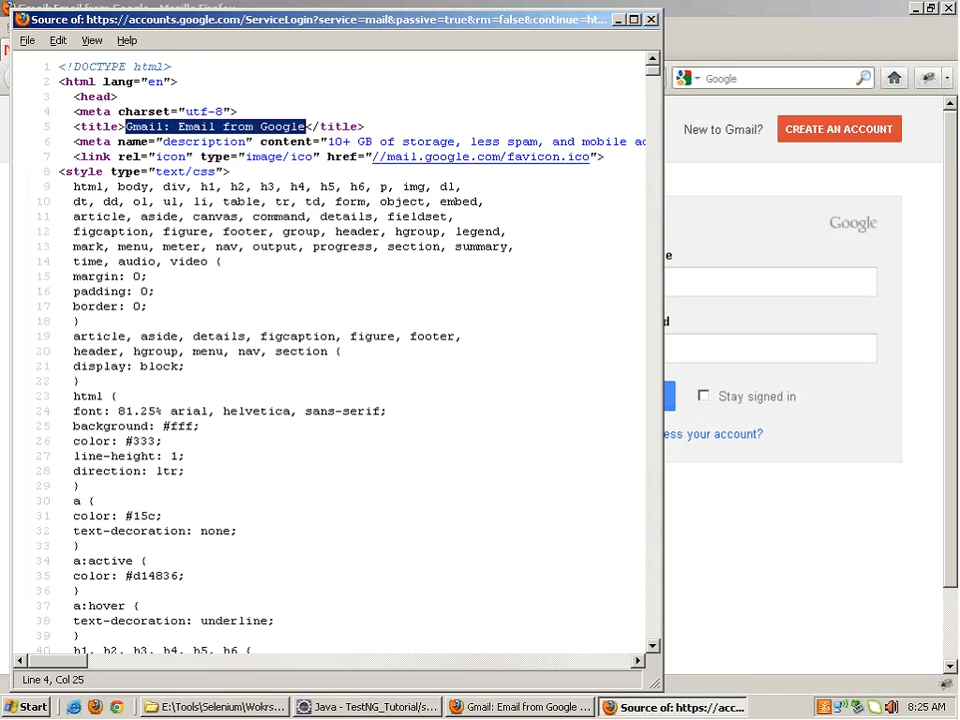 Source of: https://accounts.google.com/ServiceLogin?service=mail&passive=true&rm=false&continue=ht...
File Edit View Help
1 <!DOCTYPE html>
2 <html lang="en">
3 <head>
4 <meta charset="utf-8">
5 <title>Gmail: Email from Google</title>
6 <meta name="description" content="10+ GB of storage, less spam, and mobile ac
7 <link rel="icon" type="image/ico" href="//mail.google.com/favicon.ico">
8 <style type="text/css">
9 html, body, div, h1, h2, h3, h4, h5, h6, p, img, dl,
10 dt, dd, ol, ul, li, table, tr, td, form, object, embed,
11 article, aside, canvas, command, details, fieldset,
12 figcaption, figure, footer, group, header, hgroup, legend,
13 mark, menu, meter, nav, output, progress, section, summary,
14 time, audio, video {
15 margin: 0;
16 padding: 0;
17 border: 0;
18 }
19 article, aside, details, figcaption, figure, footer,
20 header, hgroup, menu, nav, section {
21 display: block;
22 }
23 html {
24 font: 81.25% arial, helvetica, sans-serif;
25 background: #fff;
26 color: #333;
27 line-height: 1;
28 direction: ltr;
29 }
30 a {
31 color: #15c;
32 text-decoration: none;
33 }
34 a:active {
35 color: #d14836;
36 }
37 a:hover {
38 text-decoration: underline;
39 }
40 h1, h2, h3, h4, h5, h6 {
Line 4, Col 25
Google
New to Gmail? CREATE AN ACCOUNT
Google
e
d
Stay signed in
ess your account?
Start E:\Tools\Selenium\Wokrs... Java - TestNG_Tutorial/s... Gmail: Email from Google ... Source of: https://acc... 8:25 AM